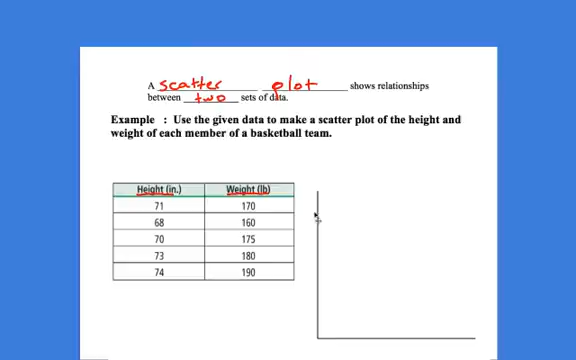 A scatter plot shows relationships
between two sets of data.
Example : Use the given data to make a scatter plot of the height and
weight of each member of a basketball team.
Height (in.) Weight (lb)
71 170
68 160
70 175
73 180
74 190